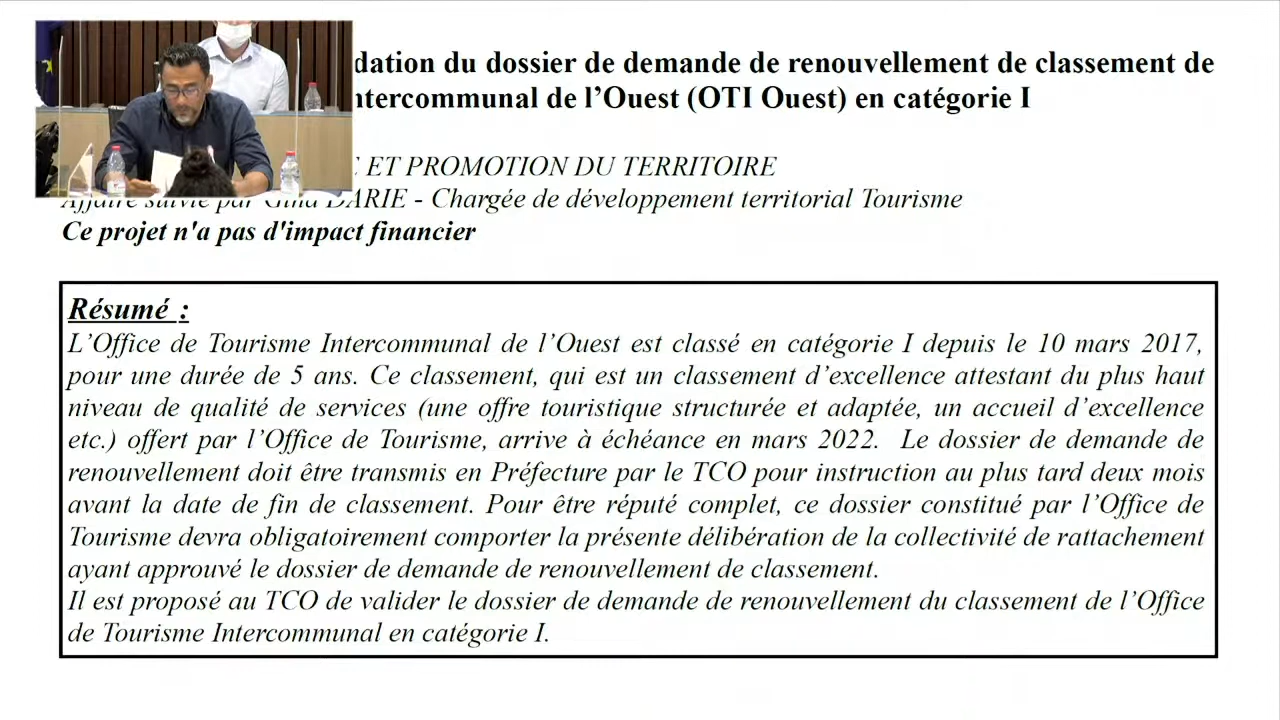 dation du dossier de demande de renouvellement de classement de
ntercommunal de l’Ouest (OTI Ouest) en catégorie I
E ET PROMOTION DU TERRITOIRE
Affaire suivie par Gina DARIE - Chargée de développement territorial Tourisme
Ce projet n'a pas d'impact financier
Résumé :
L’Office de Tourisme Intercommunal de l’Ouest est classé en catégorie I depuis le 10 mars 2017,
pour une durée de 5 ans. Ce classement, qui est un classement d’excellence attestant du plus haut
niveau de qualité de services (une offre touristique structurée et adaptée, un accueil d’excellence
etc.) offert par l’Office de Tourisme, arrive à échéance en mars 2022. Le dossier de demande de
renouvellement doit être transmis en Préfecture par le TCO pour instruction au plus tard deux mois
avant la date de fin de classement. Pour être réputé complet, ce dossier constitué par l’Office de
Tourisme devra obligatoirement comporter la présente délibération de la collectivité de rattachement
ayant approuvé le dossier de demande de renouvellement de classement.
Il est proposé au TCO de valider le dossier de demande de renouvellement du classement de l’Office
de Tourisme Intercommunal en catégorie I.